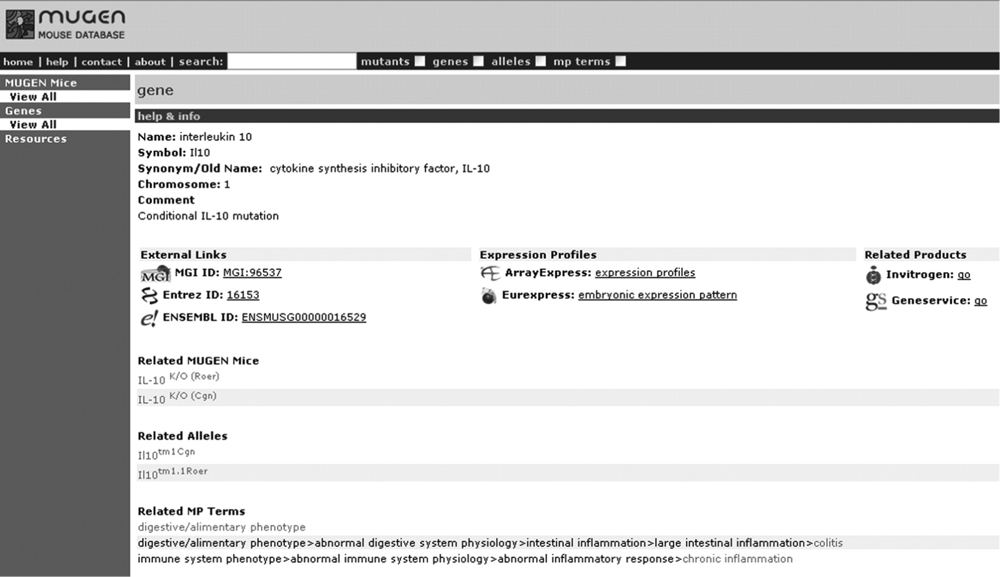 MUGEN
MOUSE DATABASE
home | help | contact | about | search: mutants genes alleles mp terms
MUGEN Mice
View All
Genes
View All
Resources
gene
help & info
Name: interleukin 10
Symbol: Il10
Synonym/Old Name: cytokine synthesis inhibitory factor, IL-10
Chromosome: 1
Comment
Conditional IL-10 mutation
External Links
MGI MGI ID: MGI:96537
Entrez ID: 16153
e! ENSEMBL ID: ENSMUSG00000016529
Expression Profiles
ArrayExpress: expression profiles
Eurexpress: embryonic expression pattern
Related Products
Invitrogen: go
gs Geneservice: go
Related MUGEN Mice
IL-10 K/O (Roer)
IL-10 K/O (Cgn)
Related Alleles
Il10tm1Cgn
Il10tm1.1Roer
Related MP Terms
digestive/alimentary phenotype
digestive/alimentary phenotype>abnormal digestive system physiology>intestinal inflammation>large intestinal inflammation>colitis
immune system phenotype>abnormal immune system physiology>abnormal inflammatory response>chronic inflammation